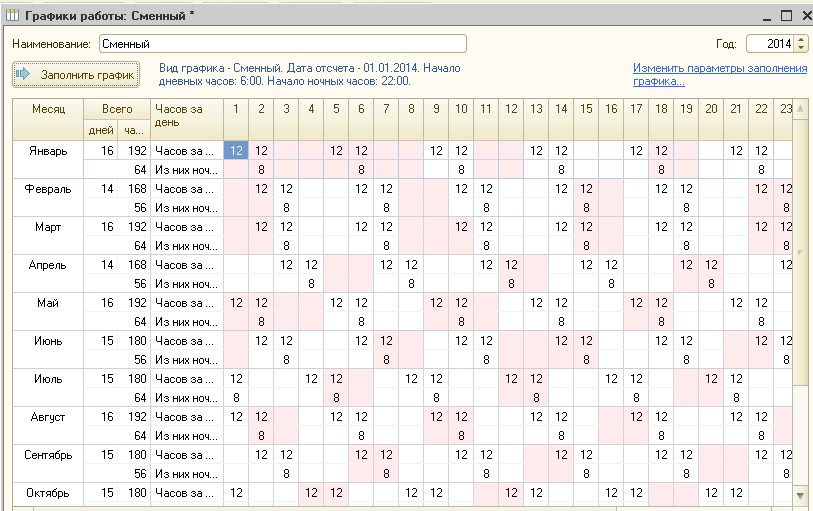 Графики работы: Сменный *
Наименование: Сменный Год: 2014
Заполнить график Вид графика - Сменный. Дата отсчета - 01.01.2014. Начало дневных часов: 6:00. Начало ночных часов: 22:00. Изменить параметры заполнения графика...
Месяц Всего Часов за день 1 2 3 4 5 6 7 8 9 10 11 12 13 14 15 16 17 18 19 20 21 22 23
дней ча...
Январь 16 192 Часов за ... 12 12 12 12 12 12 12 12 12 12 12 12
64 Из них ноч... 8 8 8 8 8 8
Февраль 14 168 Часов за ... 12 12 12 12 12 12 12 12 12 12 12 12
56 Из них ноч... 8 8 8 8 8 8
Март 16 192 Часов за ... 12 12 12 12 12 12 12 12 12 12 12 12
64 Из них ноч... 8 8 8 8 8 8
Апрель 14 168 Часов за ... 12 12 12 12 12 12 12 12 12 12 12
56 Из них ноч... 8 8 8 8 8
Май 16 192 Часов за ... 12 12 12 12 12 12 12 12 12 12 12 12
64 Из них ноч... 8 8 8 8 8 8
Июнь 15 180 Часов за ... 12 12 12 12 12 12 12 12 12 12 12 12
56 Из них ноч... 8 8 8 8 8 8
Июль 15 180 Часов за ... 12 12 12 12 12 12 12 12 12 12 12
64 Из них ноч... 8 8 8 8 8 8
Август 16 192 Часов за ... 12 12 12 12 12 12 12 12 12 12 12 12
64 Из них ноч... 8 8 8 8 8 8
Сентябрь 15 180 Часов за ... 12 12 12 12 12 12 12 12 12 12 12 12
56 Из них ноч... 8 8 8 8 8 8
Октябрь 15 180 Часов за ... 12 12 12 12 12 12 12 12 12 12 12